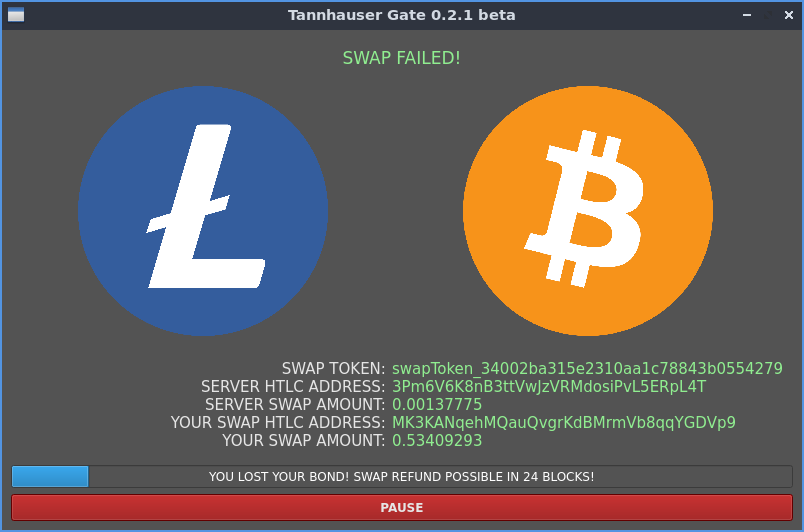 Tannhauser Gate 0.2.1 beta
SWAP FAILED!
SWAP TOKEN: swapToken_34002ba315e2310aa1c78843b0554279
SERVER HTLC ADDRESS: 3Pm6V6K8nB3ttVwJzVRMdosiPvL5ERpL4T
SERVER SWAP AMOUNT: 0.00137775
YOUR SWAP HTLC ADDRESS: MK3KANqehMQauQvgrKdBMrmVb8qqYGDVp9
YOUR SWAP AMOUNT: 0.53409293
YOU LOST YOUR BOND! SWAP REFUND POSSIBLE IN 24 BLOCKS!
PAUSE